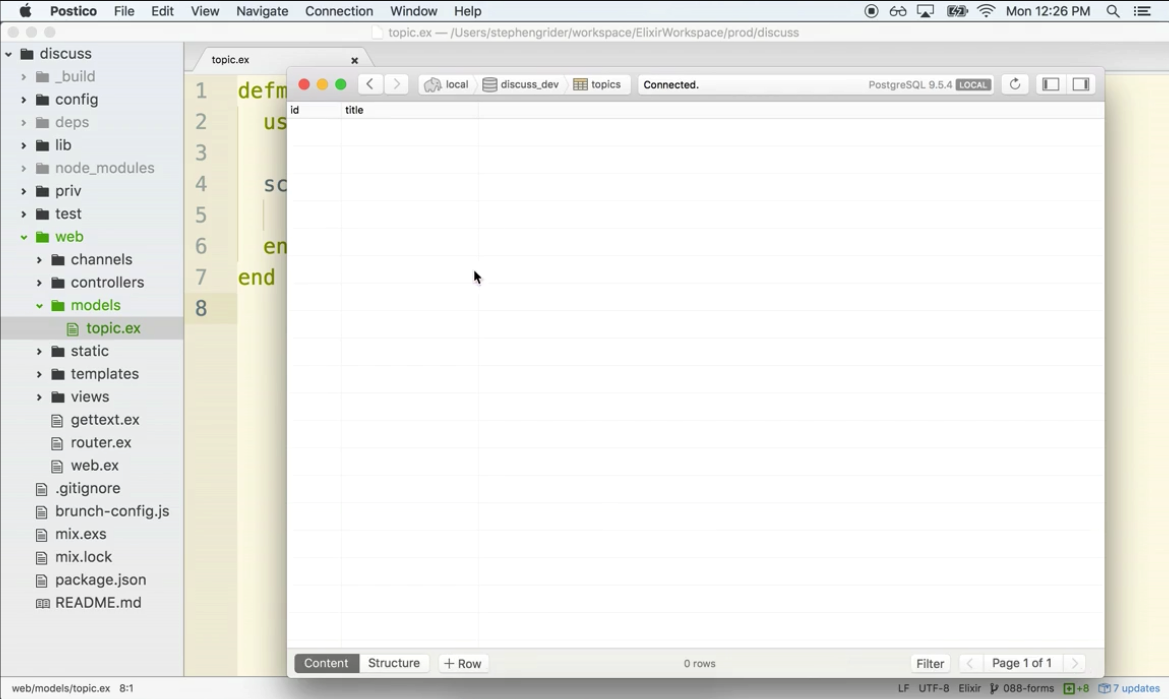 Postico File Edit View Navigate Connection Window Help Mon 12:26 PM
topic.ex — /Users/stephengrider/workspace/ElixirWorkspace/prod/discuss
discuss
_build
config
deps
lib
node_modules
priv
test
web
channels
controllers
models
topic.ex
static
templates
views
gettext.ex
router.ex
web.ex
.gitignore
brunch-config.js
mix.exs
mix.lock
package.json
README.md
topic.ex
1 defm
2 us
3
4 sc
5
6 en
7 end
8
local discuss_dev topics Connected. PostgreSQL 9.5.4 LOCAL
id title
Content Structure + Row 0 rows Filter Page 1 of 1
web/models/topic.ex 8:1 LF UTF-8 Elixir 088-forms +8 7 updates